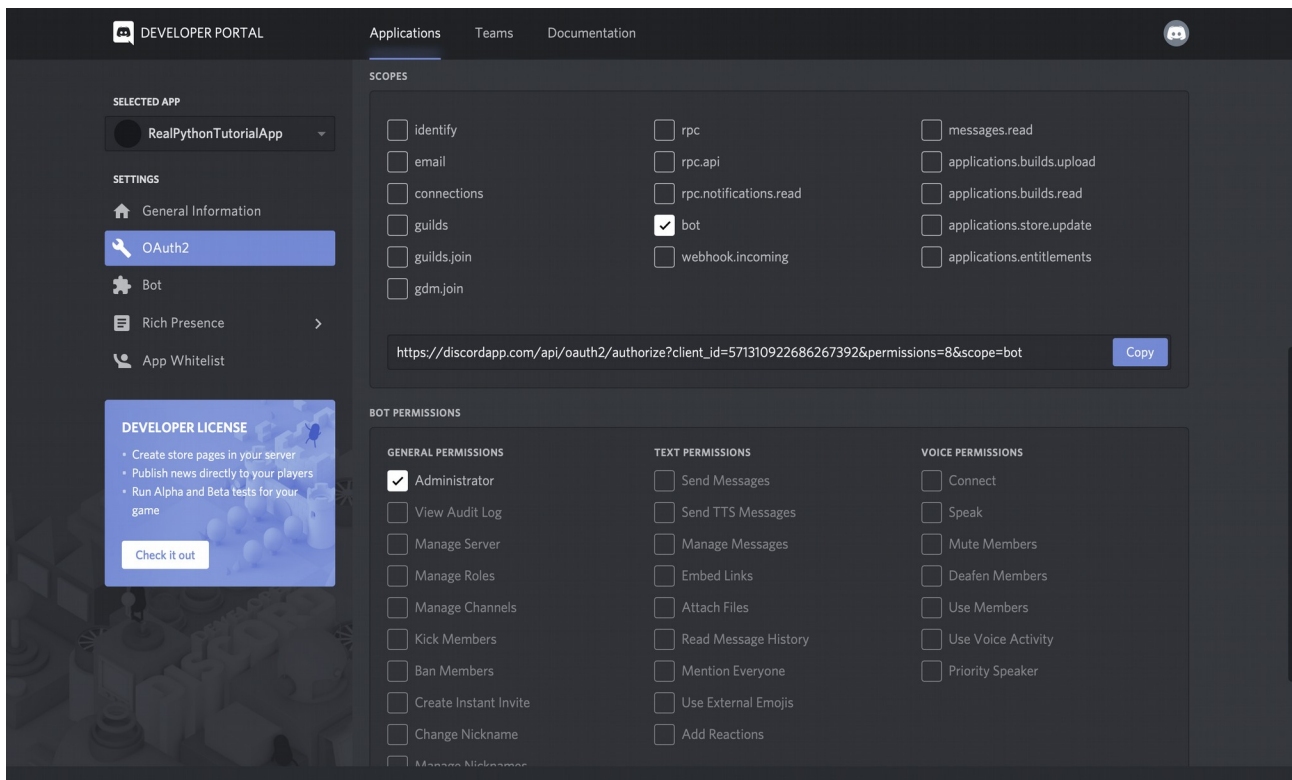 DEVELOPER PORTAL
Applications
Teams
Documentation
SELECTED APP
RealPythonTutorialApp
SETTINGS
General Information
OAuth2
Bot
Rich Presence
App Whitelist
DEVELOPER LICENSE
• Create store pages in your server
• Publish news directly to your players
• Run Alpha and Beta tests for your
game
Check it out
SCOPES
identify
email
connections
guilds
guilds.join
gdm.join
rpc
rpc.api
rpc.notifications.read
bot
webhook.incoming
messages.read
applications.builds.upload
applications.builds.read
applications.store.update
applications.entitlements
https://discordapp.com/api/oauth2/authorize?client_id=571310922686267392&permissions=8&scope=bot
Copy
BOT PERMISSIONS
GENERAL PERMISSIONS
Administrator
View Audit Log
Manage Server
Manage Roles
Manage Channels
Kick Members
Ban Members
Create Instant Invite
Change Nickname
Manage Nicknames
TEXT PERMISSIONS
Send Messages
Send TTS Messages
Manage Messages
Embed Links
Attach Files
Read Message History
Mention Everyone
Use External Emojis
Add Reactions
VOICE PERMISSIONS
Connect
Speak
Mute Members
Deafen Members
Use Members
Use Voice Activity
Priority Speaker